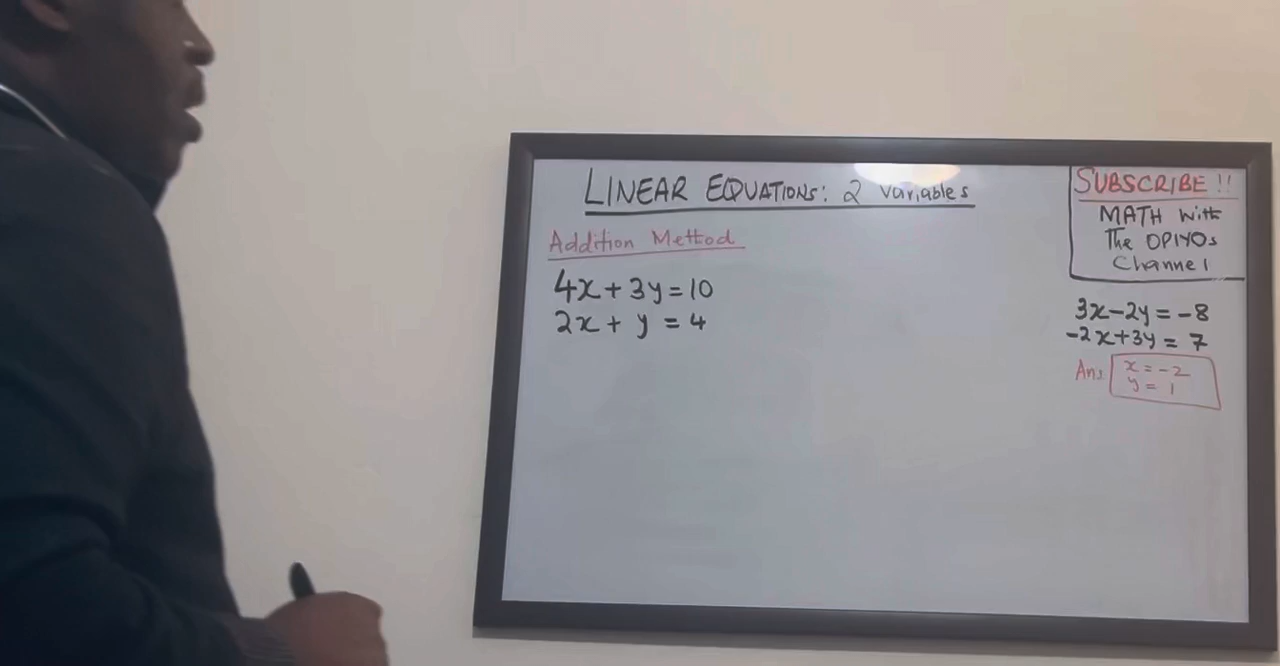 LINEAR EQUATIONS: 2 Variables
Addition Method
4x + 3y = 10
2x + y = 4
SUBSCRIBE !!
MATH With
The OPIYOs
Channel
3x-2y = -8
-2x+3y = 7
Ans. x = -2
y = 1